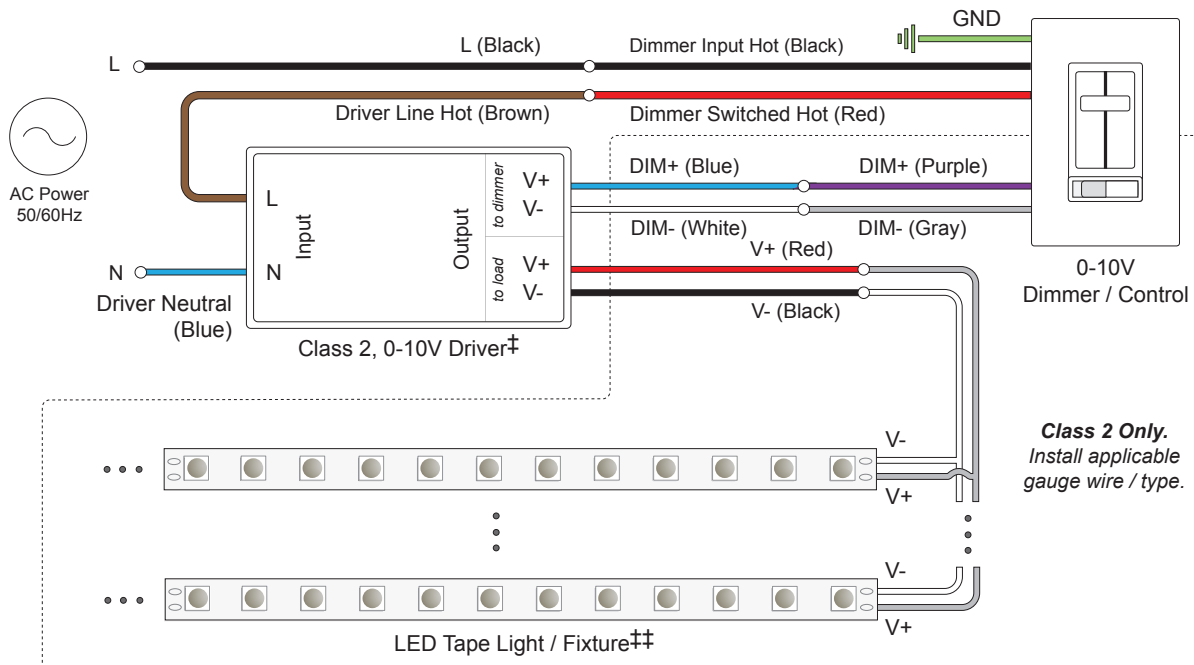 GND
L (Black)
Dimmer Input Hot (Black)
L
Driver Line Hot (Brown)
Dimmer Switched Hot (Red)
AC Power
50/60Hz
L
Input
N
Output
to dimmer
V+
V-
to load
V+
V-
DIM+ (Blue)
DIM+ (Purple)
DIM- (White)
DIM- (Gray)
V+ (Red)
V- (Black)
N
Driver Neutral
(Blue)
Class 2, 0-10V Driver‡
0-10V
Dimmer / Control
Class 2 Only.
Install applicable
gauge wire / type.
V-
V+
V-
V+
LED Tape Light / Fixture‡‡